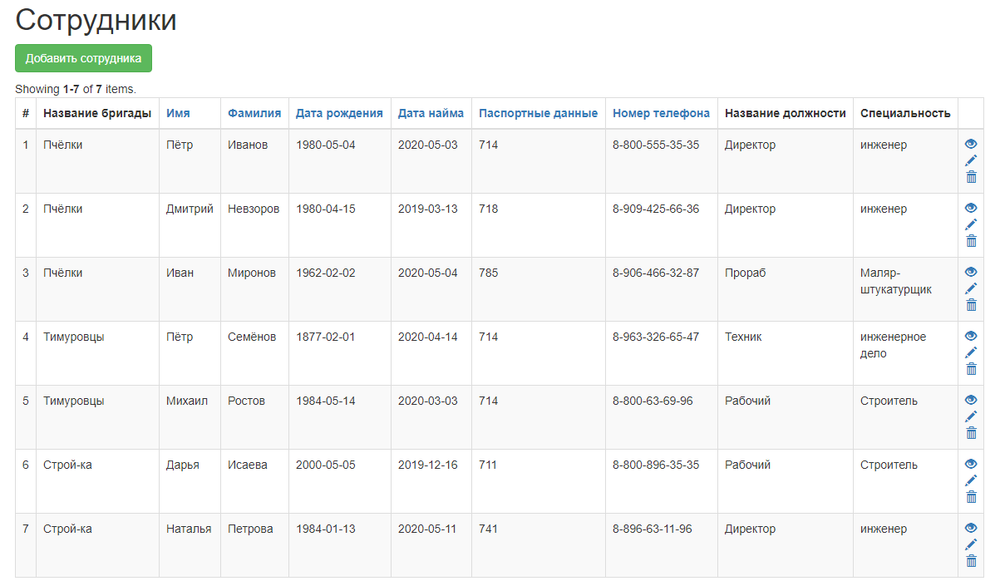 Сотрудники
Добавить сотрудника
Showing 1-7 of 7 items.
# Название бригады Имя Фамилия Дата рождения Дата найма Паспортные данные Номер телефона Название должности Специальность
1 Пчёлки Пётр Иванов 1980-05-04 2020-05-03 714 8-800-555-35-35 Директор инженер
2 Пчёлки Дмитрий Невзоров 1980-04-15 2019-03-13 718 8-909-425-66-36 Директор инженер
3 Пчёлки Иван Миронов 1962-02-02 2020-05-04 785 8-906-466-32-87 Прораб Маляр-
штукатурщик
4 Тимуровцы Пётр Семёнов 1877-02-01 2020-04-14 714 8-963-326-65-47 Техник инженерное
дело
5 Тимуровцы Михаил Ростов 1984-05-14 2020-03-03 714 8-800-63-69-96 Рабочий Строитель
6 Строй-ка Дарья Исаева 2000-05-05 2019-12-16 711 8-800-896-35-35 Рабочий Строитель
7 Строй-ка Наталья Петрова 1984-01-13 2020-05-11 741 8-896-63-11-96 Директор инженер